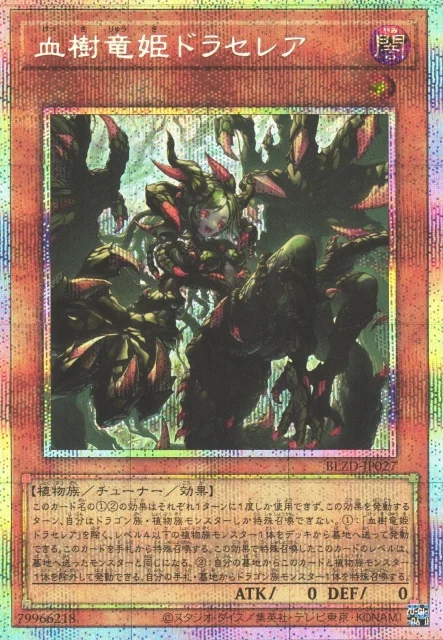 血樹竜姫ドラセレア
闇
BLZD-JP027
【植物族／チューナー／効果】
このカード名の①②の効果はそれぞれ1ターンに1度しか使用できず、この効果を発動する
ターン、自分はドラゴン族・植物族モンスターしか特殊召喚できない。①：「血樹竜姫
ドラセレア」を除く、レベル4以下の植物族モンスター1体をデッキから墓地へ送って発動
できる。このカードを手札から特殊召喚する。この効果で特殊召喚したこのカードのレベルは、
墓地へ送ったモンスターと同じになる。②：自分の墓地からこのカードと植物族モンスター
1体を除外して発動できる。自分の手札・墓地からドラゴン族モンスター1体を特殊召喚する。
ATK/ 0 DEF/ 0
79966218 ©スタジオ・ダイス/集英社・テレビ東京・KONAMI